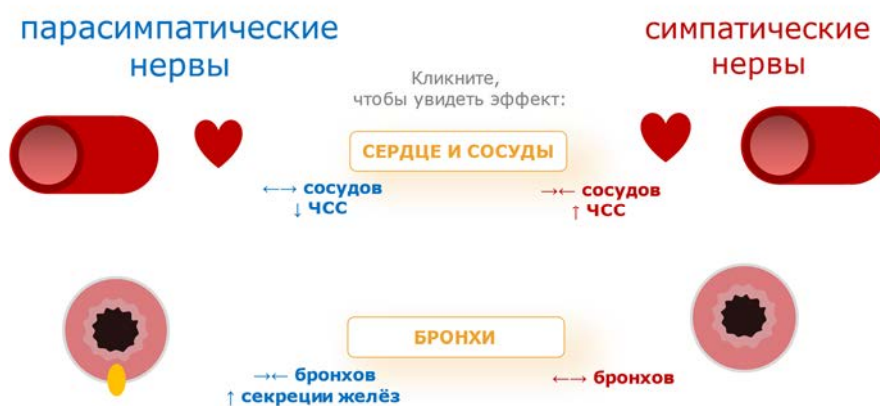 парасимпатические
нервы
симпатические
нервы
Кликните,
чтобы увидеть эффект:
СЕРДЦЕ И СОСУДЫ
←→ сосудов
↓ ЧСС
→← сосудов
↑ ЧСС
БРОНХИ
→← бронхов
↑ секреции желёз
←→ бронхов